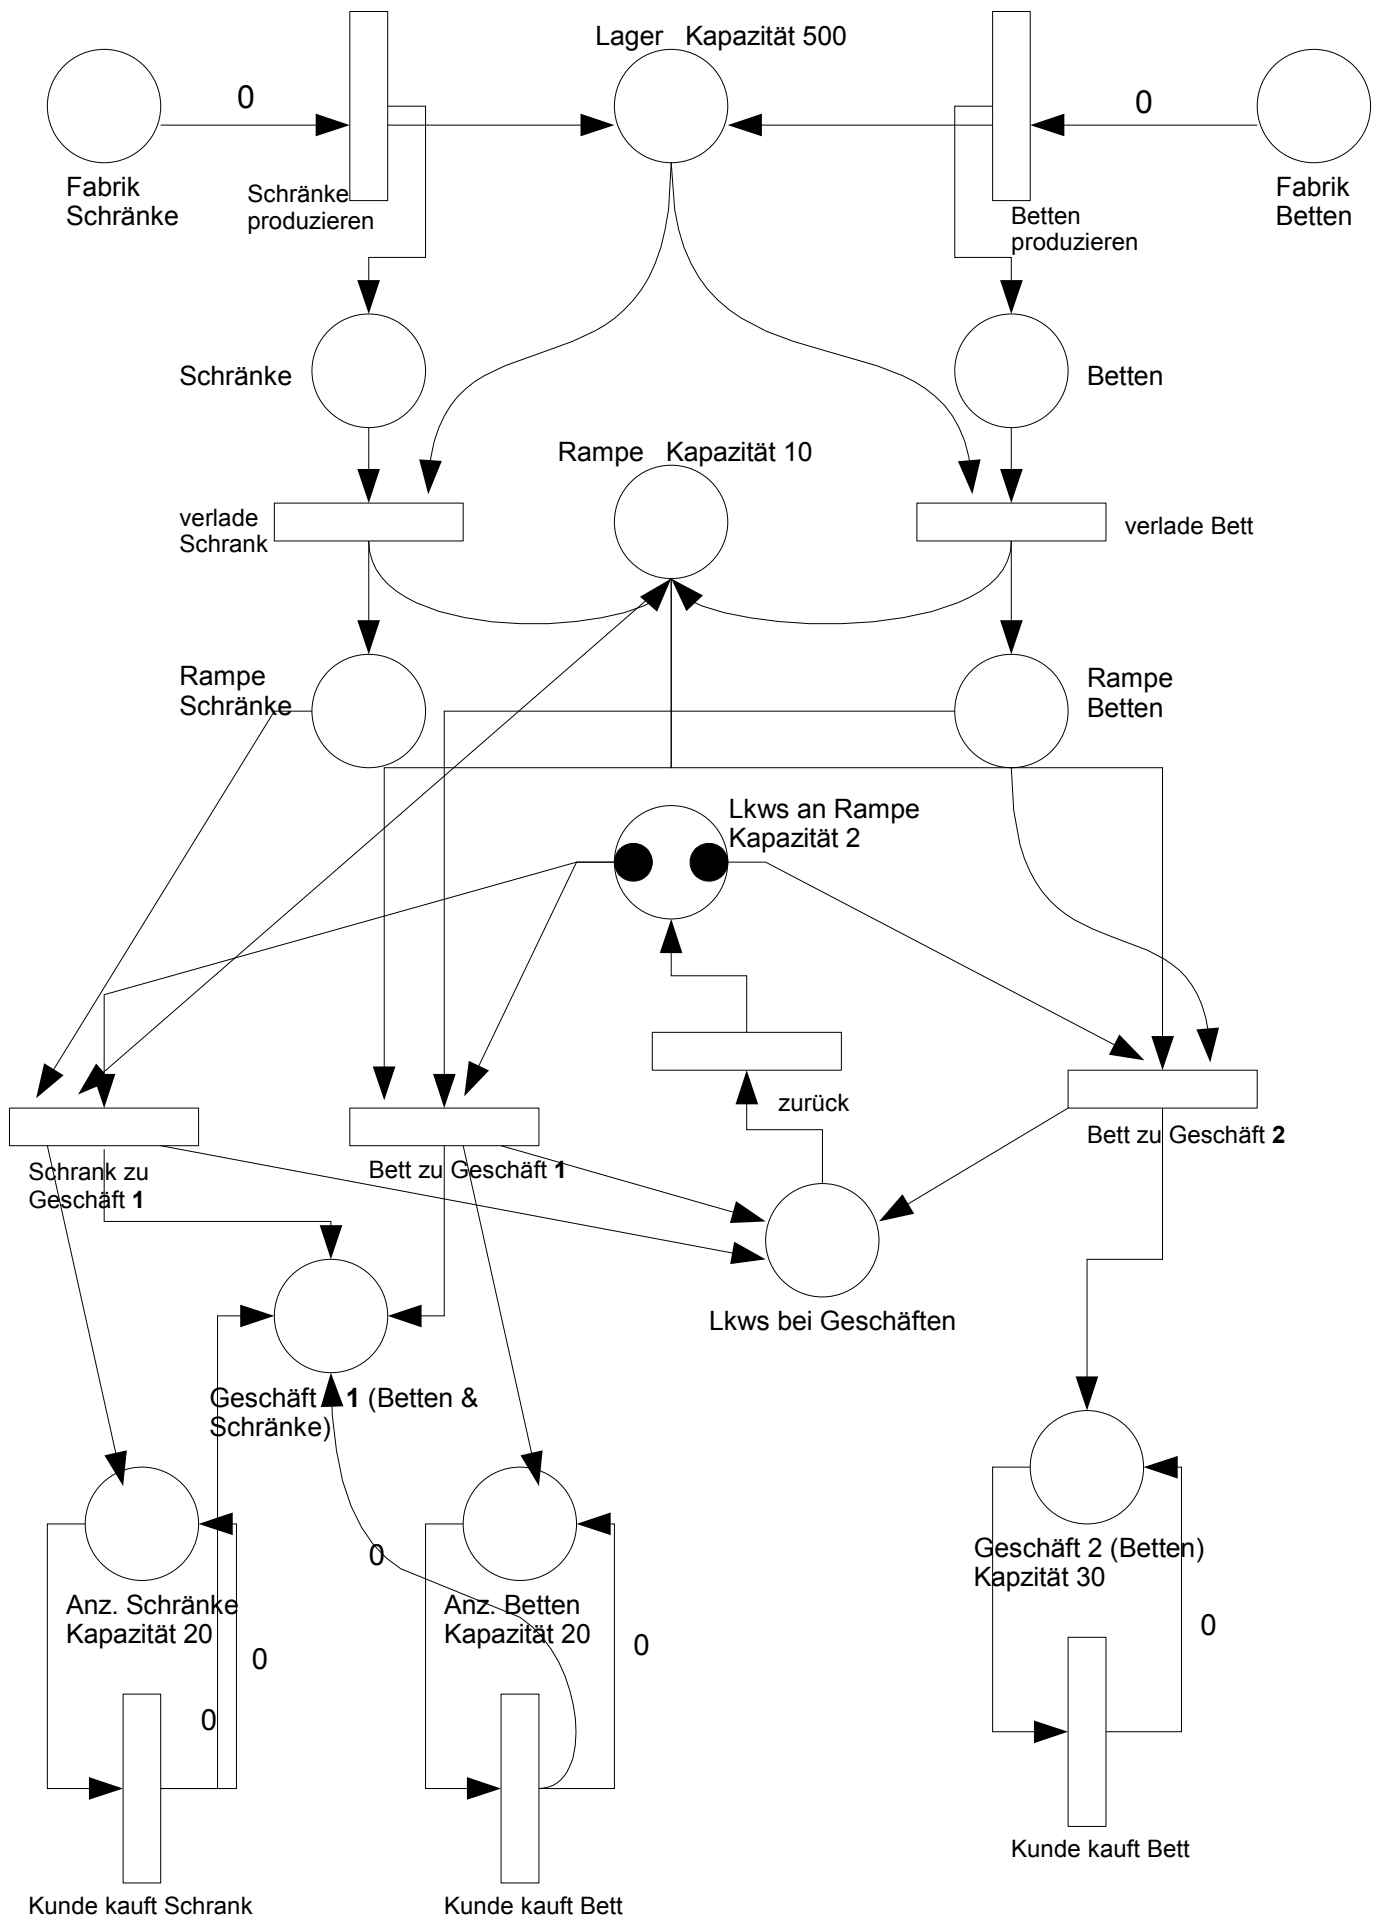 Lager   Kapazität 500
0
0
Fabrik
Schränke
Schränke
produzieren
Betten
produzieren
Fabrik
Betten
Schränke
Betten
Rampe   Kapazität 10
verlade
Schrank
verlade Bett
Rampe
Schränke
Rampe
Betten
Lkws an Rampe
Kapazität 2
zurück
Schrank zu
Geschäft 1
Bett zu Geschäft 1
Bett zu Geschäft 2
Lkws bei Geschäften
Geschäft 1 (Betten &
Schränke)
0
Geschäft 2 (Betten)
Kapzität 30
Anz. Schränke
Kapazität 20
Anz. Betten
Kapazität 20
0
0
0
0
Kunde kauft Bett
Kunde kauft Schrank
Kunde kauft Bett